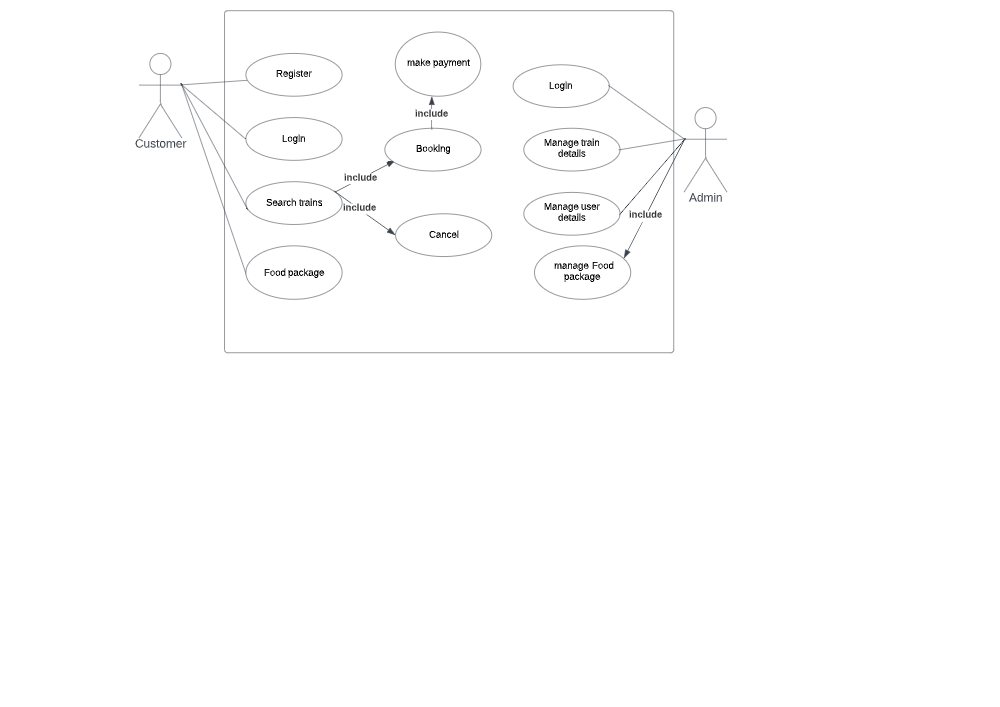 make payment
Register
Login
include
Customer
Login
Booking
Manage train
details
include
Search trains
include
Admin
Manage user
details
include
Cancel
Food package
manage Food
package